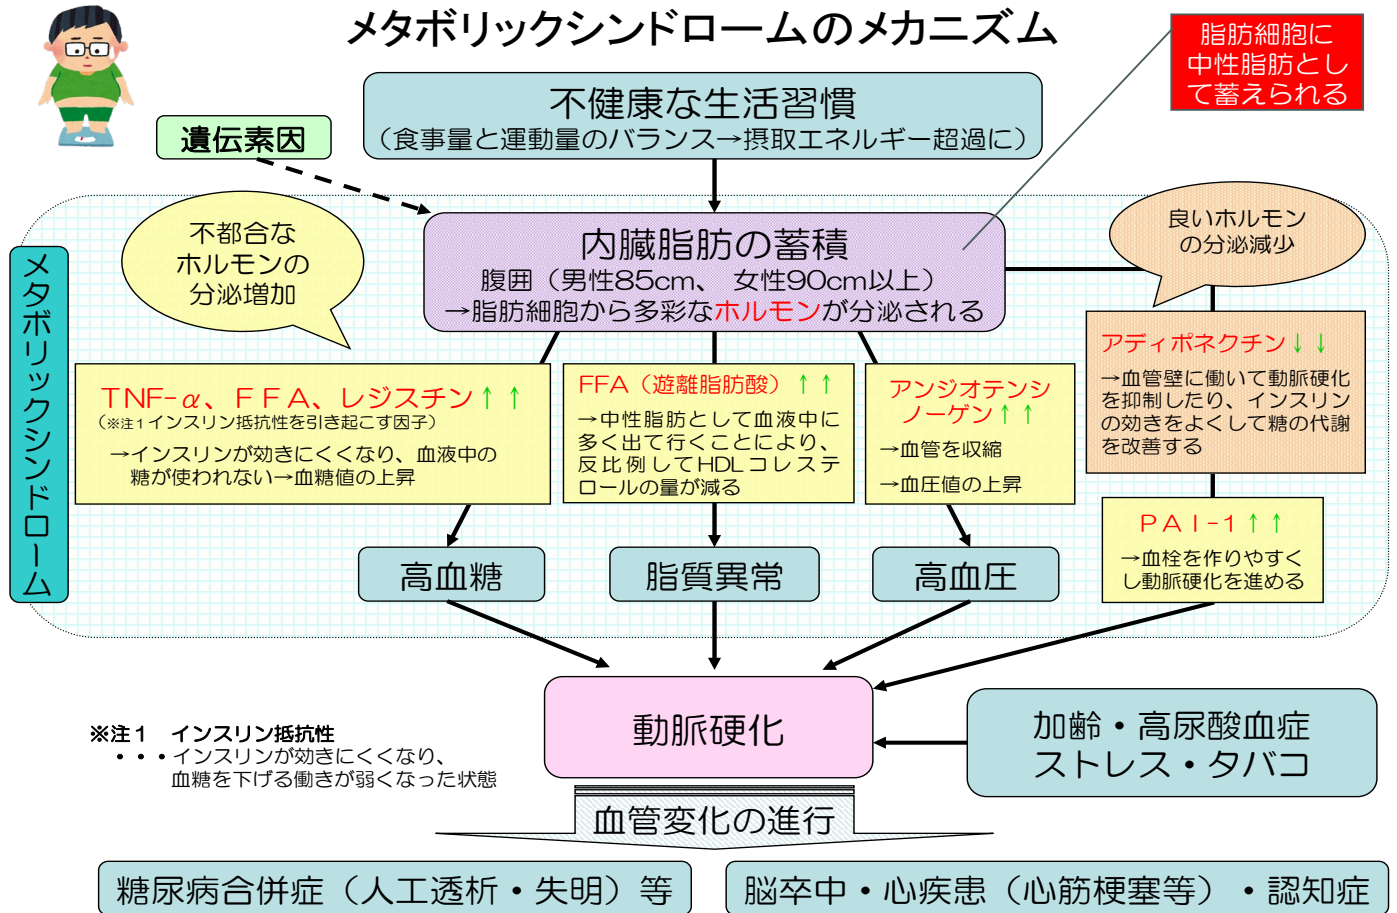 メタボリックシンドロームのメカニズム
脂肪細胞に
中性脂肪とし
て蓄えられる
不健康な生活習慣
（食事量と運動量のバランス→摂取エネルギー超過に）
遺伝素因
不都合な
ホルモンの
分泌増加
内臓脂肪の蓄積
腹囲（男性85cm、 女性90cm以上）
→脂肪細胞から多彩なホルモンが分泌される
良いホルモン
の分泌減少
メタボリックシンドローム
TNF-α、ＦＦＡ、レジスチン↑↑
（※注１インスリン抵抗性を引き起こす因子）
→インスリンが効きにくくなり、血液中の
糖が使われない→血糖値の上昇
FFA（遊離脂肪酸）↑↑
→中性脂肪として血液中に
多く出て行くことにより、
反比例してHDLコレステ
ロールの量が減る
アンジオテンシ
ノーゲン↑↑
→血管を収縮
→血圧値の上昇
アディポネクチン↓↓
→血管壁に働いて動脈硬化
を抑制したり、インスリン
の効きをよくして糖の代謝
を改善する
ＰＡＩ-１↑↑
→血栓を作りやすく
し動脈硬化を進める
高血糖
脂質異常
高血圧
動脈硬化
加齢・高尿酸血症
ストレス・タバコ
※注１　インスリン抵抗性
・・・インスリンが効きにくくなり、
血糖を下げる働きが弱くなった状態
血管変化の進行
糖尿病合併症（人工透析・失明）等
脳卒中・心疾患（心筋梗塞等）・認知症